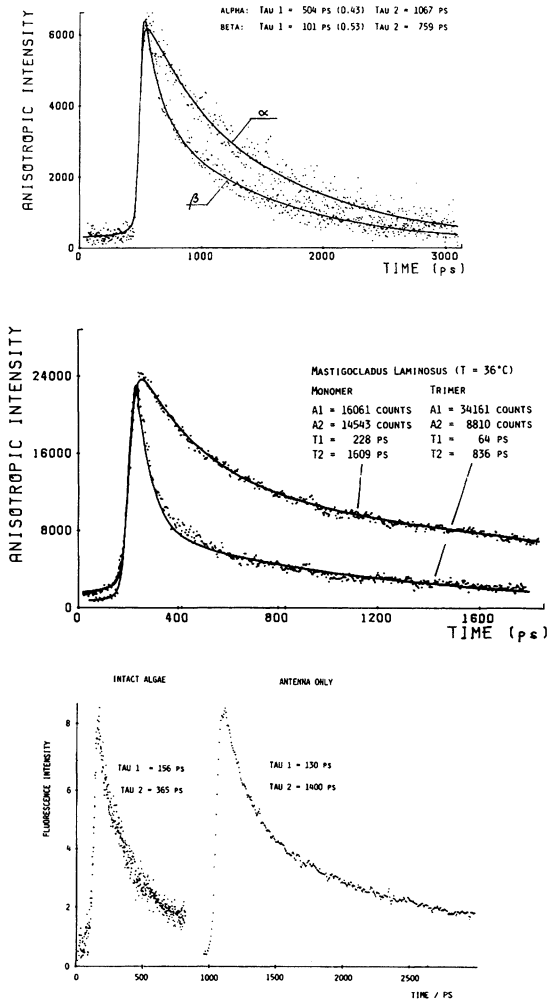 ALPHA: TAU 1 = 504 PS (0.43) TAU 2 = 1067 PS
BETA: TAU 1 = 101 PS (0.53) TAU 2 = 759 PS
ANISOTROPIC INTENSITY
6000
4000
2000
0
α
β
0 1000 2000 3000
TIME (ps)
ANISOTROPIC INTENSITY
24000
16000
8000
0
MASTIGOCLADUS LAMINOSUS (T = 36°C)
MONOMER TRIMER
A1 = 16061 COUNTS A1 = 34161 COUNTS
A2 = 14543 COUNTS A2 = 8810 COUNTS
T1 = 228 PS T1 = 64 PS
T2 = 1609 PS T2 = 836 PS
0 400 800 1200 1600
TIME (ps)
INTACT ALGAE ANTENNA ONLY
FLUORESCENCE INTENSITY
8
6
4
2
0
TAU 1 = 156 PS
TAU 2 = 365 PS
TAU 1 = 130 PS
TAU 2 = 1400 PS
0 500 1000 1500 2000 2500
TIME / PS